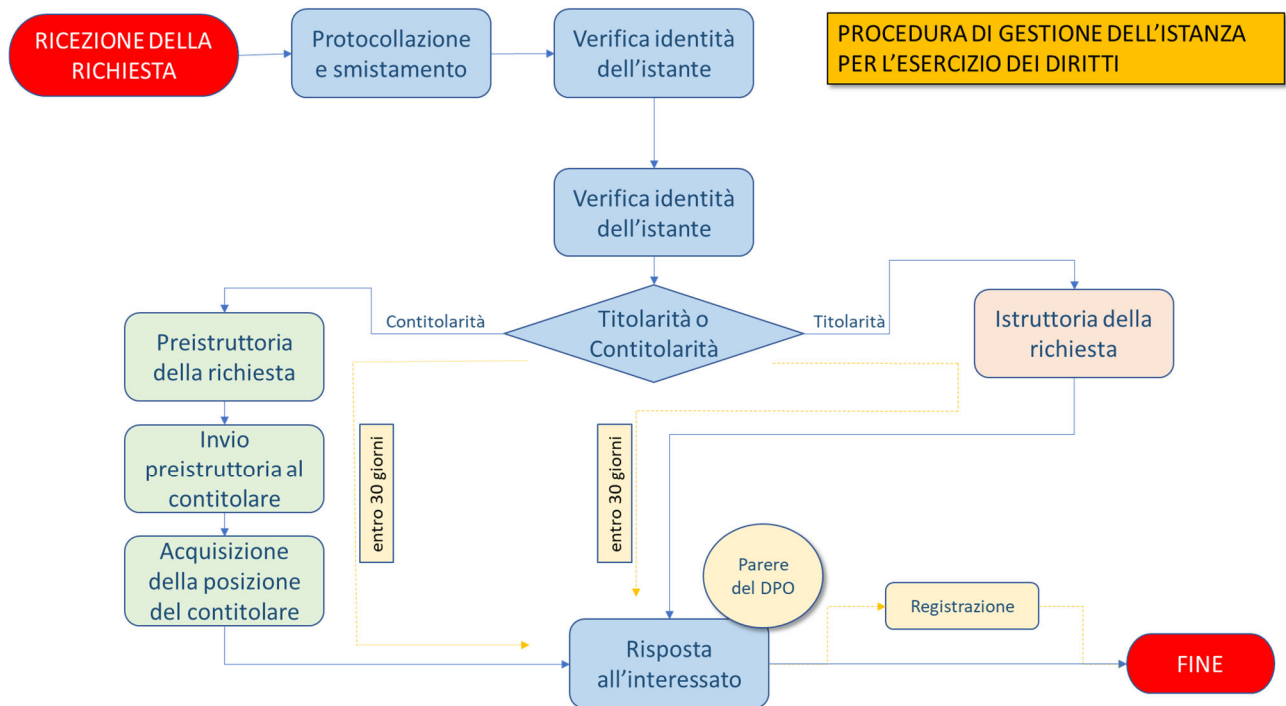 RICEZIONE DELLA
RICHIESTA
Protocollazione
e smistamento
Verifica identità
dell'istante
PROCEDURA DI GESTIONE DELL'ISTANZA
PER L'ESERCIZIO DEI DIRITTI
Verifica identità
dell'istante
Contitolarità
Titolarità o
Contitolarità
Titolarità
Istruttoria della
richiesta
Preistruttoria
della richiesta
Invio
preistruttoria al
contitolare
Acquisizione
della posizione
del contitolare
entro 30 giorni
entro 30 giorni
Parere
del DPO
Registrazione
Risposta
all'interessato
FINE